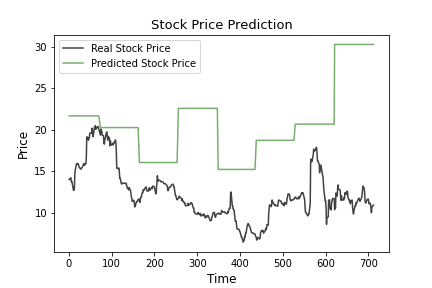 Stock Price Prediction
Real Stock Price
Predicted Stock Price
30
25
20
15
10
Price
0 100 200 300 400 500 600 700
Time